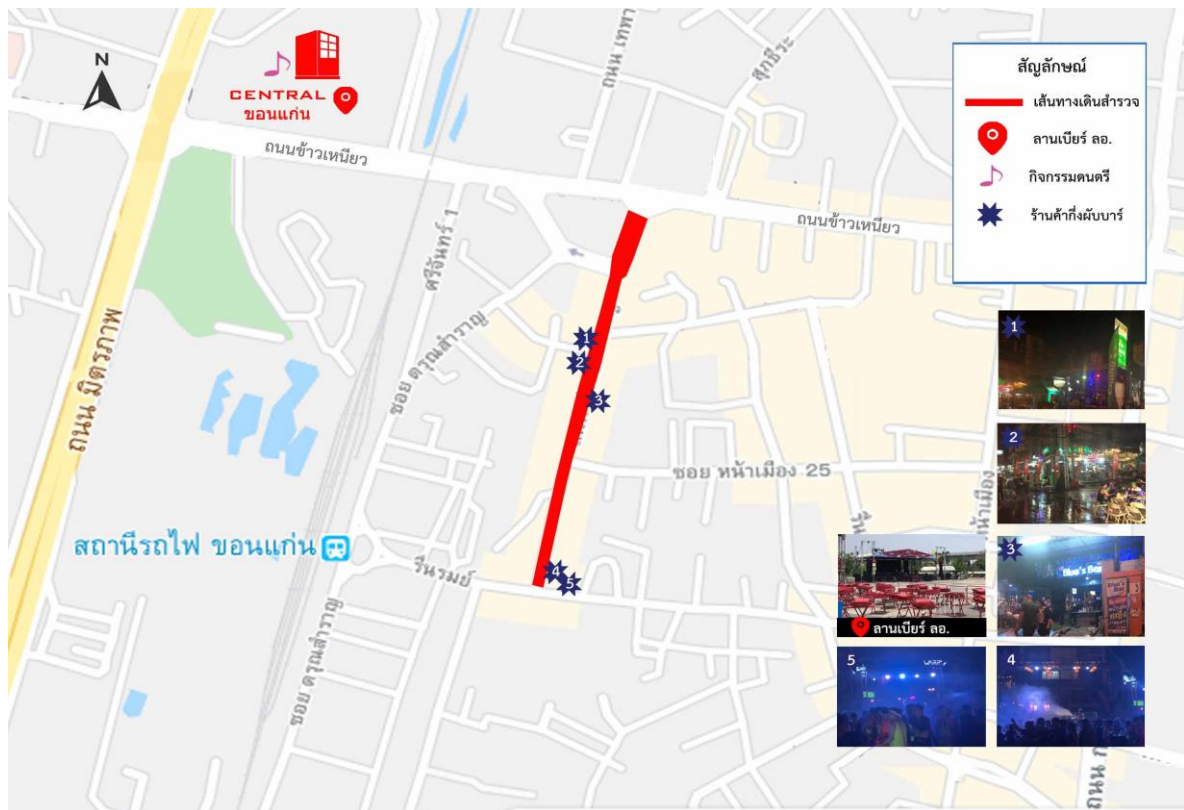 N
CENTRAL
ขอนแก่น
ถนนข้าวเหนียว
ถนน เทพา
สุกธีระ
ถนนข้าวเหนียว
ศรีจันทร์ 1
ซอย ดรุณสำราญ
ถนน มิตรภาพ
1
2
3
ซอย หน้าเมือง 25
สถานีรถไฟ ขอนแก่น
รื่นรมย์
4
5
ซอย ดรุณสำราญ
หน้าเมือง
สัญลักษณ์
เส้นทางเดินสำรวจ
ลานเบียร์ ลอ.
กิจกรรมดนตรี
ร้านค้ากึ่งผับบาร์
1
2
3
Blue's Bar
ลานเบียร์ ลอ.
5
4